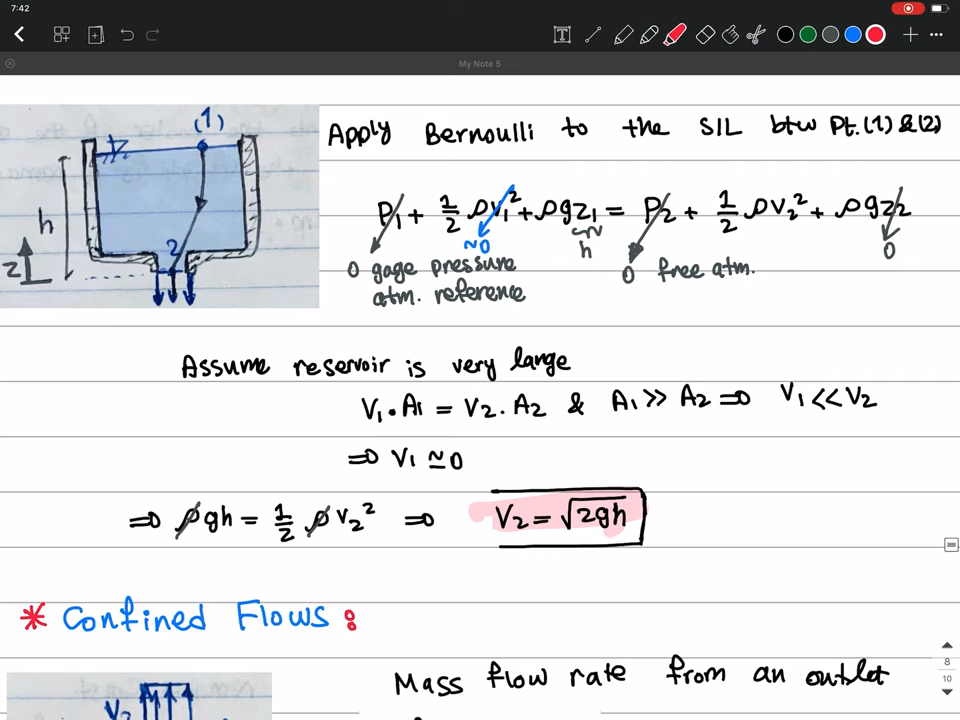 7:42
My Note 5
(1)
h
2
Z
Apply Bernoulli to the S/L btw Pt.(1) &(2)
P1 + 1/2 ρV1² + ρgz1 = P2 + 1/2 ρV2² + ρgz2
~0
h
0
0 gage pressure
atm. reference
0 free atm.
Assume reservoir is very lange
V1 . A1 = V2 . A2 & A1 >> A2 => V1 << V2
=> V1 ≃ 0
=> ρgh = 1/2 ρV2² => V2 = √2gh
* Confined Flows :
V2
Mass flow rate from an outlet
8
10